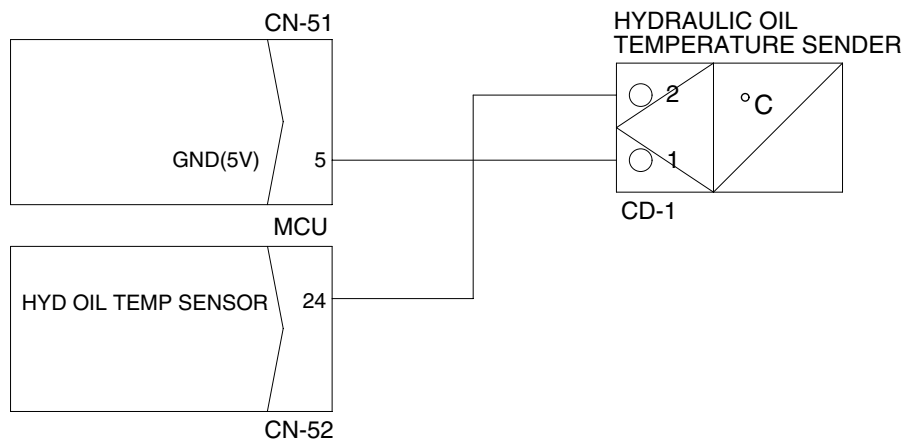 CN-51
GND(5V) 5
MCU
HYD OIL TEMP SENSOR 24
CN-52
HYDRAULIC OIL
TEMPERATURE SENDER
2
°C
1
CD-1